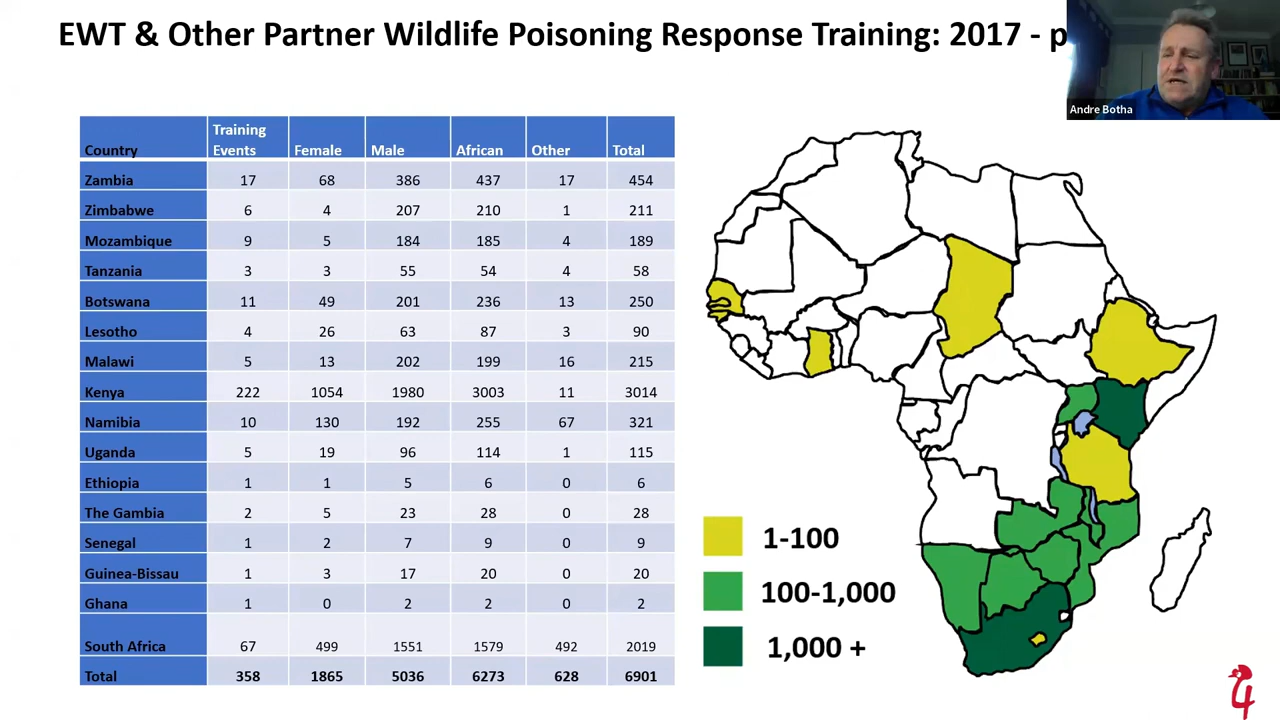 EWT & Other Partner Wildlife Poisoning Response Training: 2017 - p
Andre Botha
Country Training Events Female Male African Other Total
Zambia 17 68 386 437 17 454
Zimbabwe 6 4 207 210 1 211
Mozambique 9 5 184 185 4 189
Tanzania 3 3 55 54 4 58
Botswana 11 49 201 236 13 250
Lesotho 4 26 63 87 3 90
Malawi 5 13 202 199 16 215
Kenya 222 1054 1980 3003 11 3014
Namibia 10 130 192 255 67 321
Uganda 5 19 96 114 1 115
Ethiopia 1 1 5 6 0 6
The Gambia 2 5 23 28 0 28
Senegal 1 2 7 9 0 9
Guinea-Bissau 1 3 17 20 0 20
Ghana 1 0 2 2 0 2
South Africa 67 499 1551 1579 492 2019
Total 358 1865 5036 6273 628 6901
1-100
100-1,000
1,000 +